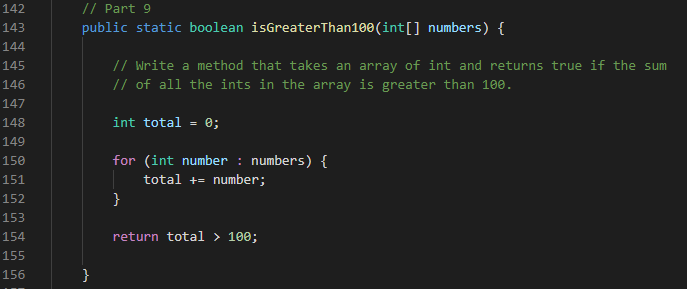 142 // Part 9
143 public static boolean isGreaterThan100(int[] numbers) {
144
145 // Write a method that takes an array of int and returns true if the sum
146 // of all the ints in the array is greater than 100.
147
148 int total = 0;
149
150 for (int number : numbers) {
151 total += number;
152 }
153
154 return total > 100;
155
156 }